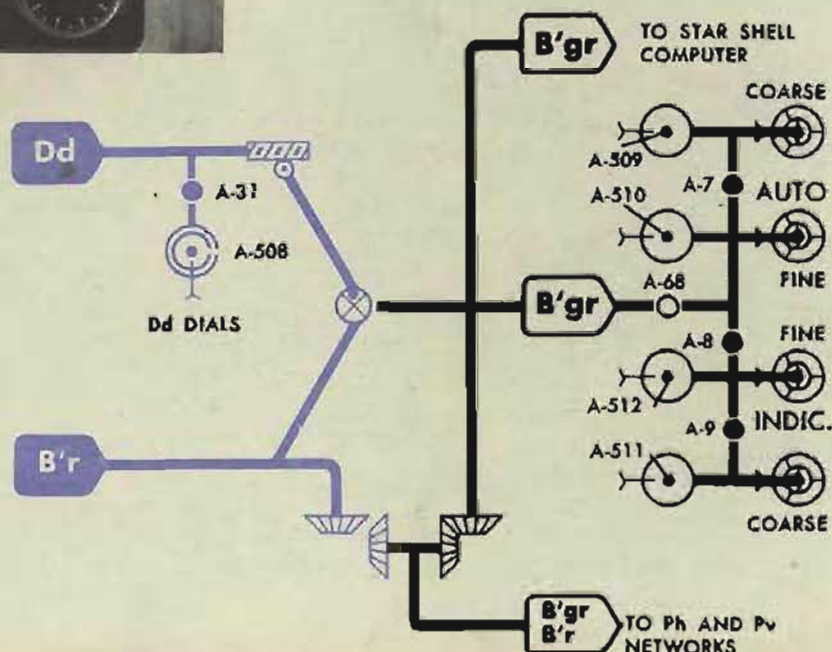 B'gr
TO STAR SHELL
COMPUTER
COARSE
Dd
A-509
A-31
A-7
A-510
AUTO
A-508
A-68
FINE
B'gr
Dd DIALS
A-8
FINE
A-512
A-9
INDIC.
B'r
A-511
COARSE
B'gr
B'r
TO Ph AND Pv
NETWORKS